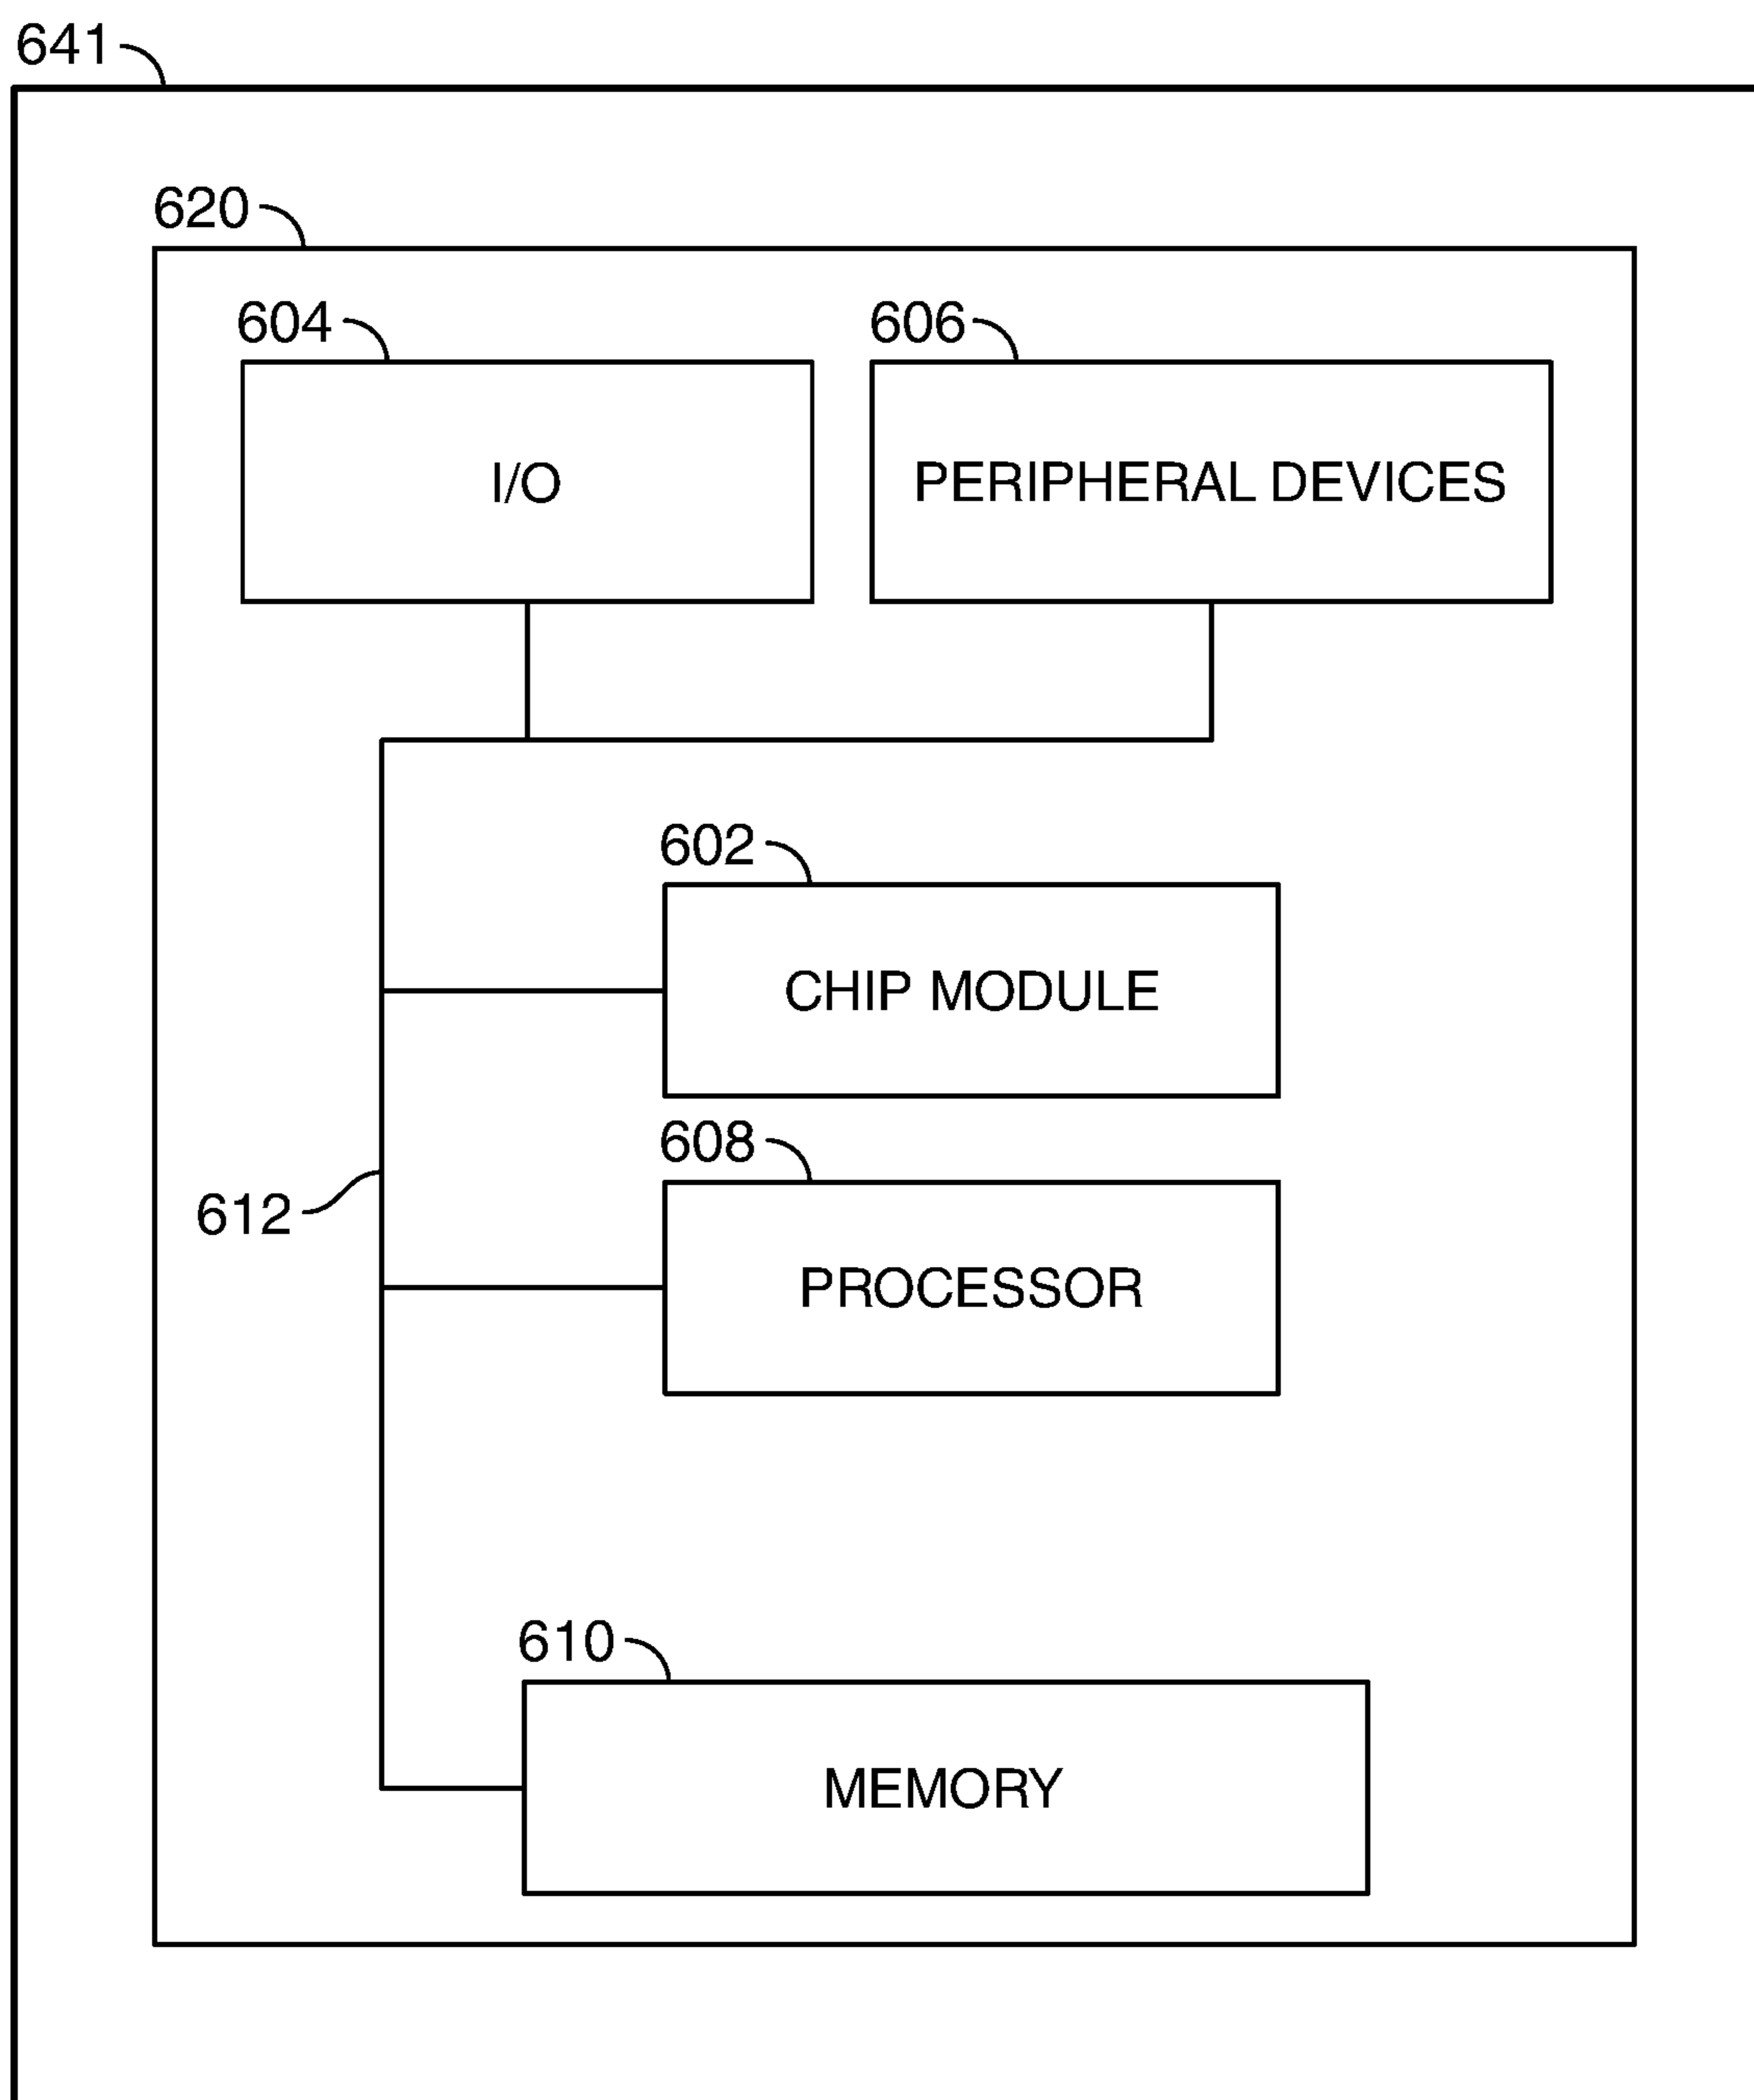 641
620
604
606
I/O
PERIPHERAL DEVICES
602
CHIP MODULE
608
612
PROCESSOR
610
MEMORY